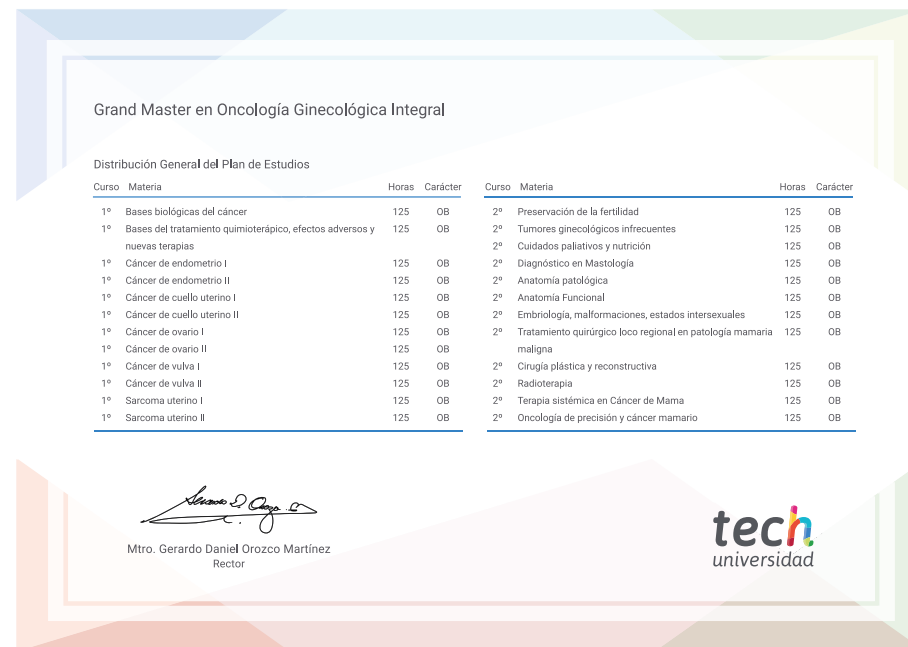 Grand Master en Oncología Ginecológica Integral
Distribución General del Plan de Estudios
Curso Materia Horas Carácter
1º Bases biológicas del cáncer 125 OB
1º Bases del tratamiento quimioterápico, efectos adversos y 125 OB
nuevas terapias
1º Cáncer de endometrio I 125 OB
1º Cáncer de endometrio II 125 OB
1º Cáncer de cuello uterino I 125 OB
1º Cáncer de cuello uterino II 125 OB
1º Cáncer de ovario I 125 OB
1º Cáncer de ovario II 125 OB
1º Cáncer de vulva I 125 OB
1º Cáncer de vulva II 125 OB
1º Sarcoma uterino I 125 OB
1º Sarcoma uterino II 125 OB
Curso Materia Horas Carácter
2º Preservación de la fertilidad 125 OB
2º Tumores ginecológicos infrecuentes 125 OB
2º Cuidados paliativos y nutrición 125 OB
2º Diagnóstico en Mastología 125 OB
2º Anatomía patológica 125 OB
2º Anatomía Funcional 125 OB
2º Embriología, malformaciones, estados intersexuales 125 OB
2º Tratamiento quirúrgico loco regional en patología mamaria 125 OB
maligna
2º Cirugía plástica y reconstructiva 125 OB
2º Radioterapia 125 OB
2º Terapia sistémica en Cáncer de Mama 125 OB
2º Oncología de precisión y cáncer mamario 125 OB
Mtro. Gerardo Daniel Orozco Martínez
Rector
tech
universidad